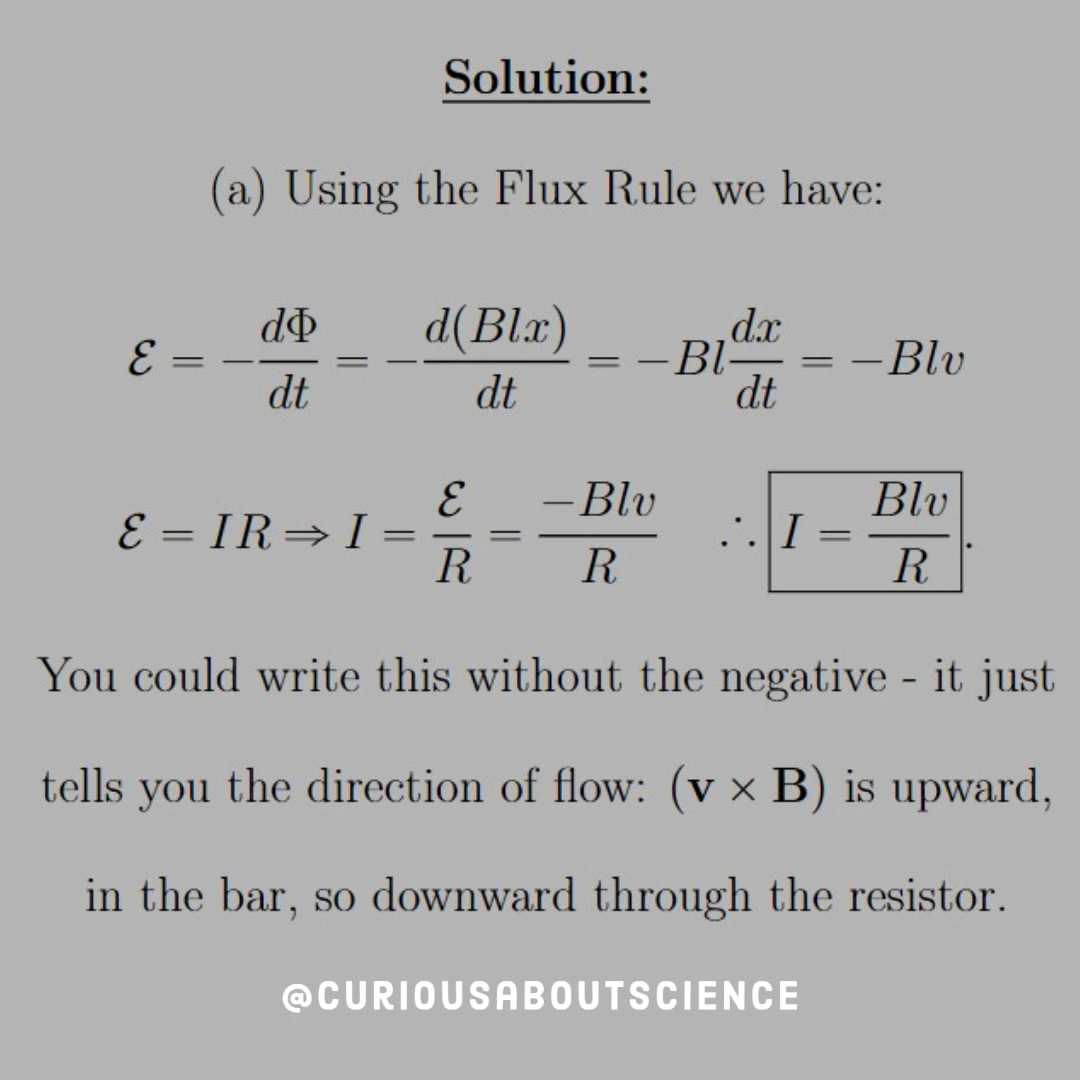 Solution:
(a) Using the Flux Rule we have:
ℰ = −dΦ/dt = −d(Blx)/dt = −Bl dx/dt = −Blv
ℰ = IR ⇒ I = ℰ/R = −Blv/R ∴ I = Blv/R.
You could write this without the negative - it just
tells you the direction of flow: (v × B) is upward,
in the bar, so downward through the resistor.
@CURIOUSABOUTSCIENCE